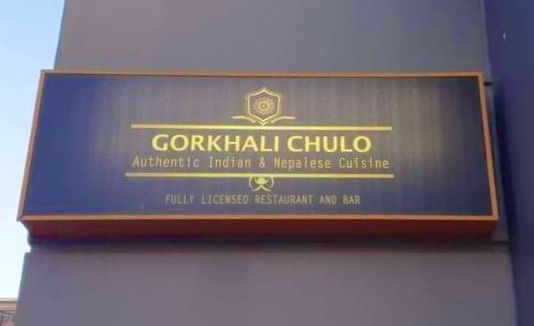 GORKHALI CHULO
Authentic Indian & Nepalese Cuisine
FULLY LICENSED RESTAURANT AND BAR